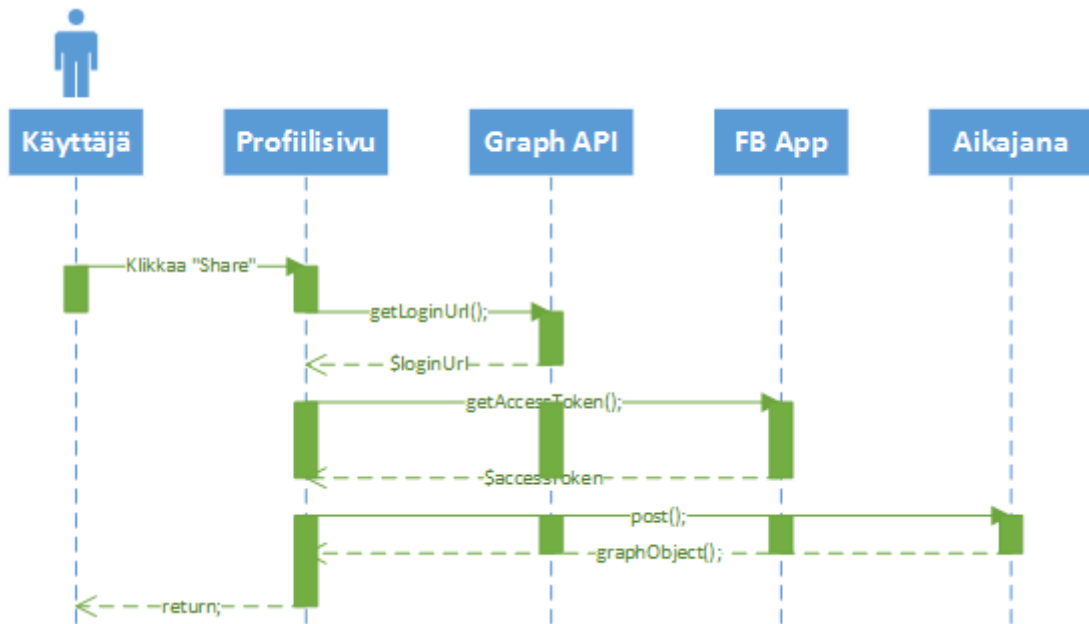 Käyttäjä
Profiilisivu
Graph API
FB App
Aikajana
Klikkaa "Share"
getLoginUrl();
$loginUrl
getAccessToken();
$accessToken
post();
graphObject();
return;